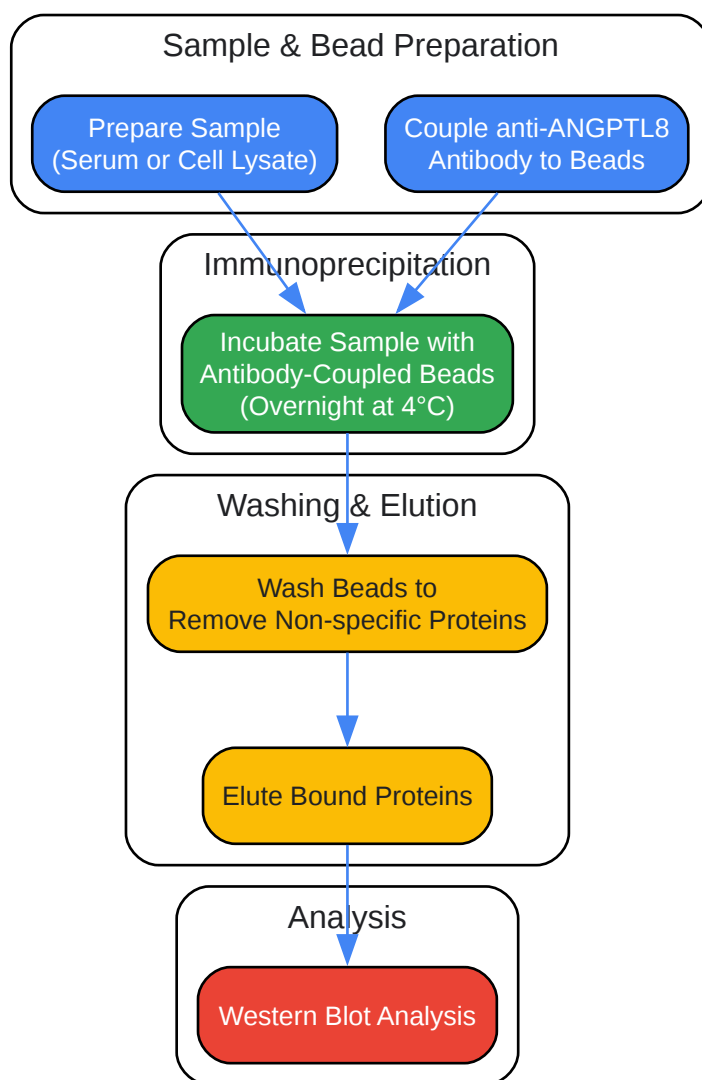 Sample & Bead Preparation
Prepare Sample
(Serum or Cell Lysate)
Couple anti-ANGPTL8
Antibody to Beads
Immunoprecipitation
Incubate Sample with
Antibody-Coupled Beads
(Overnight at 4°C)
Washing & Elution
Wash Beads to
Remove Non-specific Proteins
Elute Bound Proteins
Analysis
Western Blot Analysis